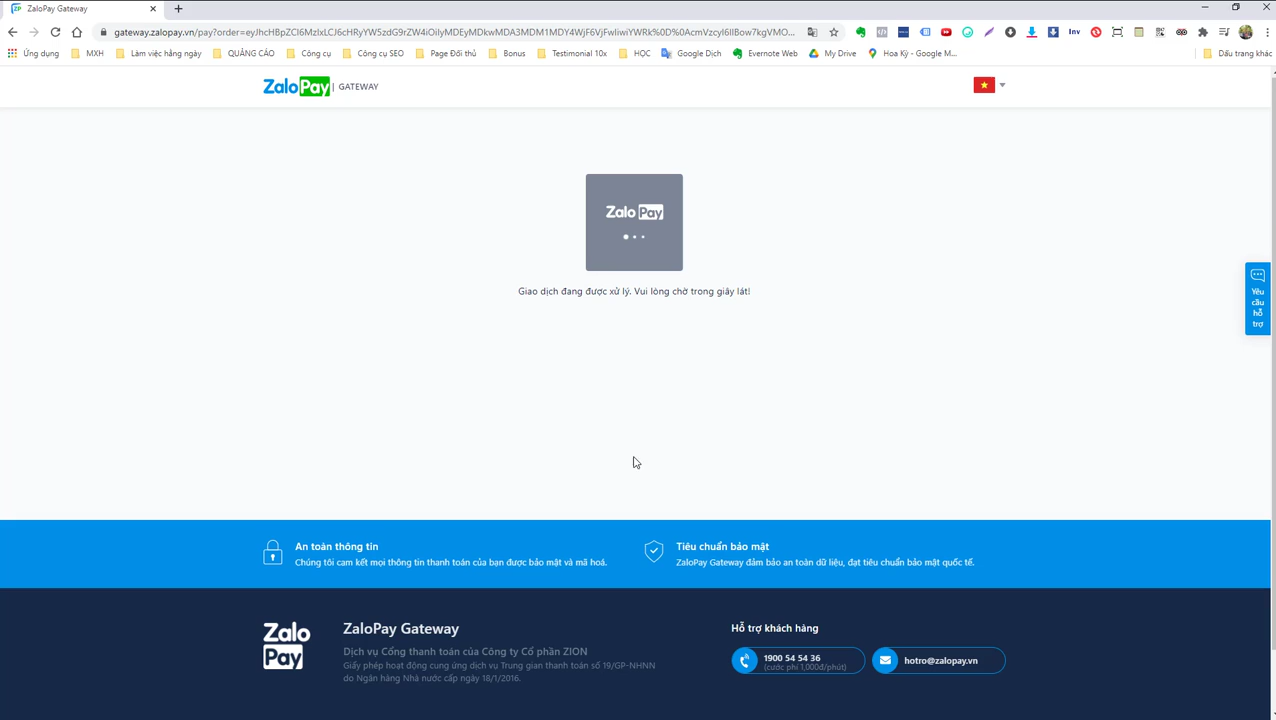 ZaloPay Gateway
Ứng dụng
MXH
Làm việc hằng ngày
QUẢNG CÁO
Công cụ
Công cụ SEO
Page Đối thủ
Bonus
Testimonial 10x
HỌC
Google Dịch
Evernote Web
My Drive
Hoa Kỳ - Google M...
Dấu trang khác
ZaloPay | GATEWAY
Zalo Pay
Giao dịch đang được xử lý. Vui lòng chờ trong giây lát!
Yêu
cầu
hỗ
trợ
An toàn thông tin
Chúng tôi cam kết mọi thông tin thanh toán của bạn được bảo mật và mã hoá.
Tiêu chuẩn bảo mật
ZaloPay Gateway đảm bảo an toàn dữ liệu, đạt tiêu chuẩn bảo mật quốc tế.
Zalo
Pay
ZaloPay Gateway
Dịch vụ Cổng thanh toán của Công ty Cổ phần ZION
Giấy phép hoạt động cung ứng dịch vụ Trung gian thanh toán số 19/GP-NHNN
do Ngân hàng Nhà nước cấp ngày 18/1/2016.
Hỗ trợ khách hàng
1900 54 54 36
(cước phí 1,000đ/phút)
hotro@zalopay.vn